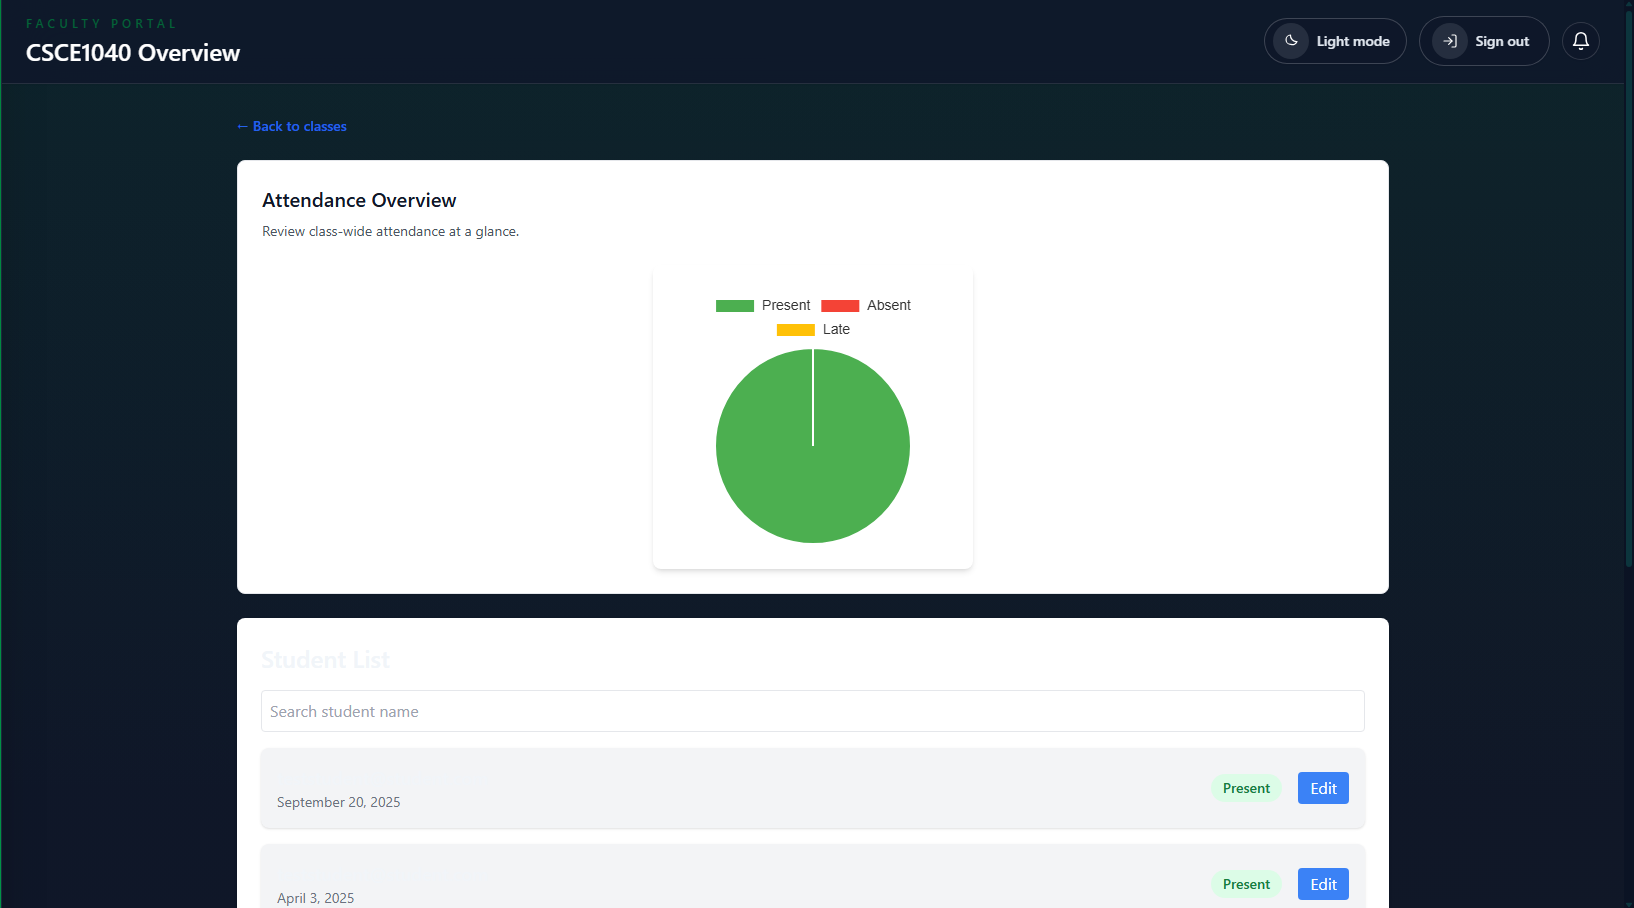 FACULTY PORTAL
CSCE1040 Overview
Light mode
Sign out
← Back to classes
Attendance Overview
Review class-wide attendance at a glance.
Present
Absent
Late
Student List
Search student name
September 20, 2025
Present
Edit
April 3, 2025
Present
Edit